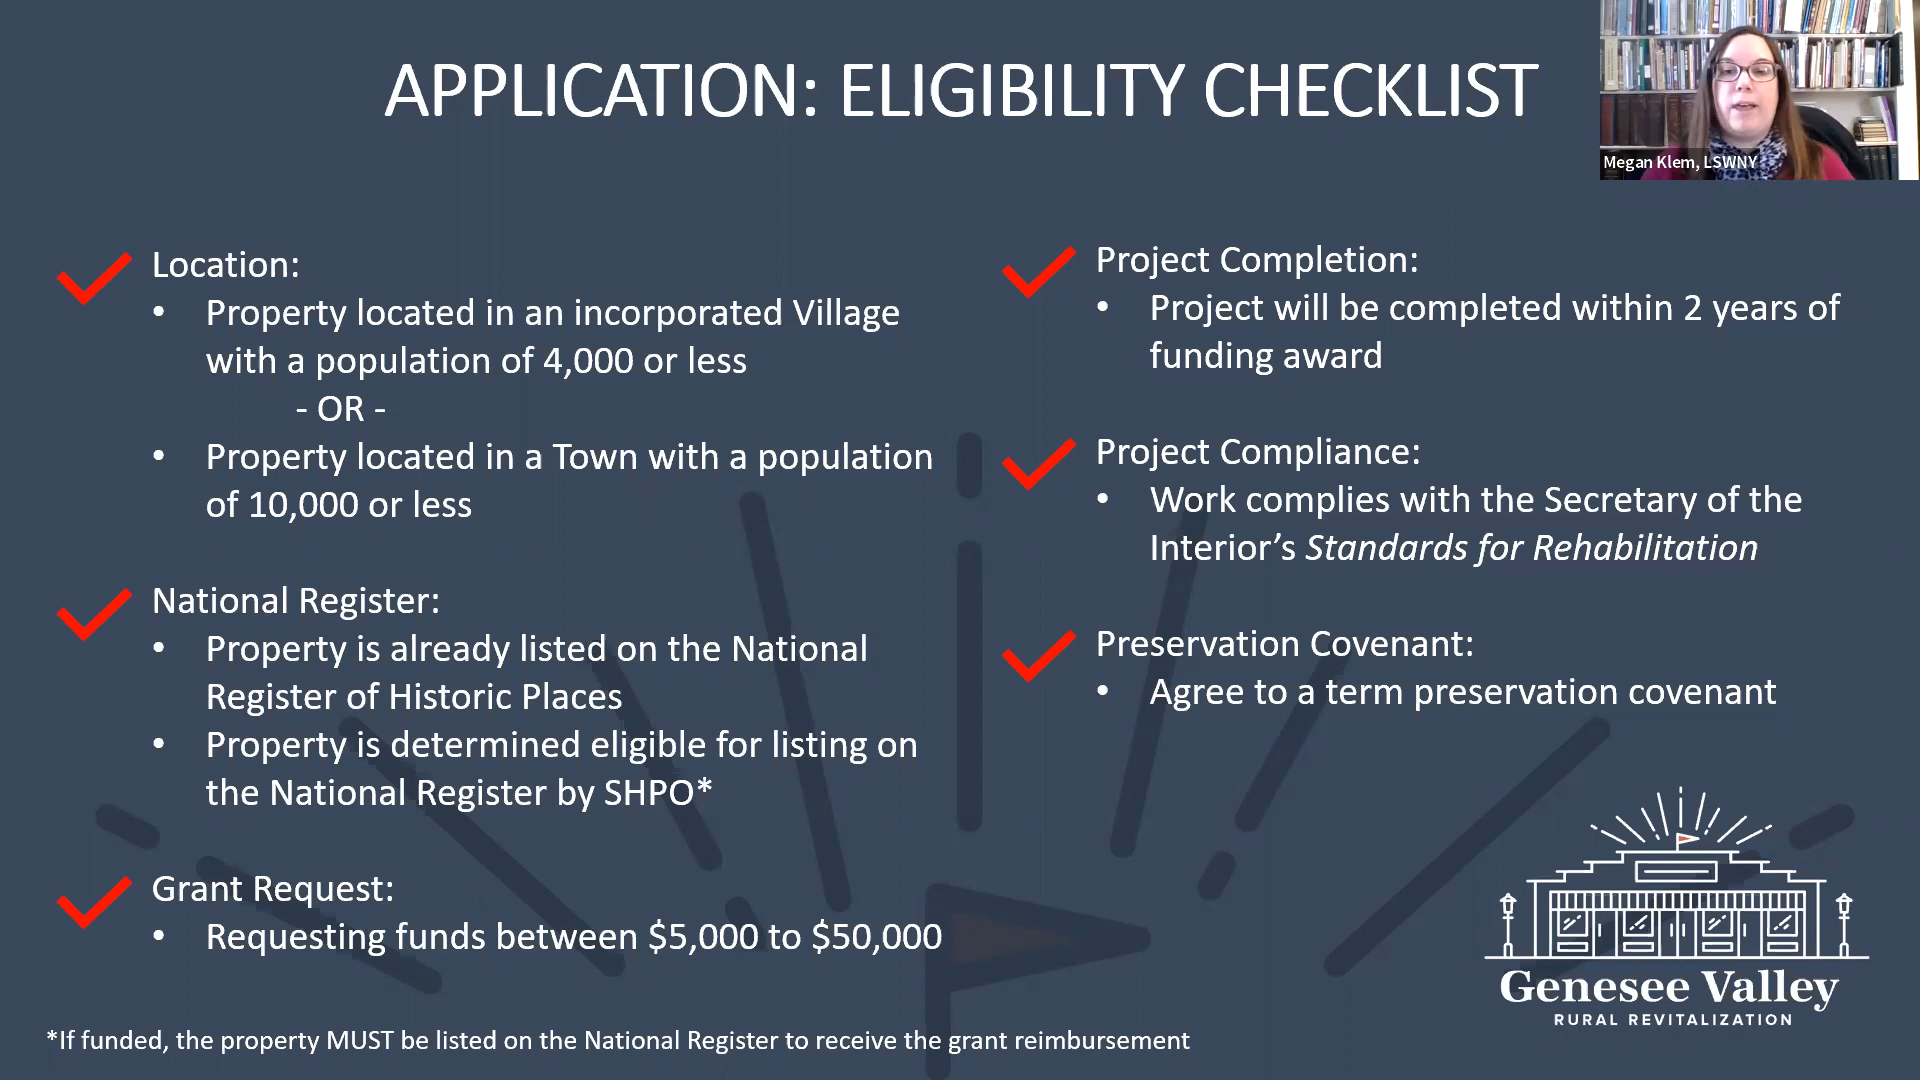 APPLICATION: ELIGIBILITY CHECKLIST
Megan Klem, LSWNY
Location:
• Property located in an incorporated Village
with a population of 4,000 or less
- OR -
• Property located in a Town with a population
of 10,000 or less
National Register:
• Property is already listed on the National
Register of Historic Places
• Property is determined eligible for listing on
the National Register by SHPO*
Grant Request:
• Requesting funds between $5,000 to $50,000
Project Completion:
• Project will be completed within 2 years of
funding award
Project Compliance:
• Work complies with the Secretary of the
Interior’s Standards for Rehabilitation
Preservation Covenant:
• Agree to a term preservation covenant
Genesee Valley
RURAL REVITALIZATION
*If funded, the property MUST be listed on the National Register to receive the grant reimbursement